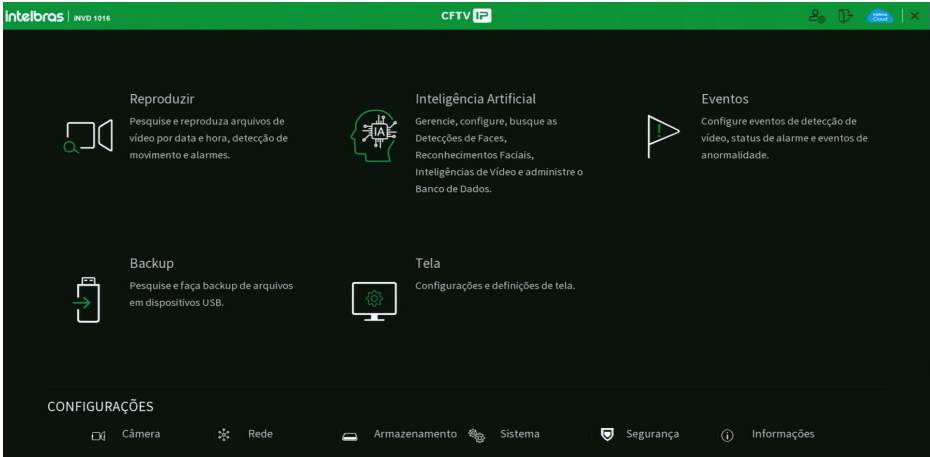 intelbras | iNVD 1016
CFTV IP
intelbras Cloud
Reproduzir
Pesquise e reproduza arquivos de
vídeo por data e hora, detecção de
movimento e alarmes.
IA
Inteligência Artificial
Gerencie, configure, busque as
Detecções de Faces,
Reconhecimentos Faciais,
Inteligências de Vídeo e administre o
Banco de Dados.
Eventos
Configure eventos de detecção de
vídeo, status de alarme e eventos de
anormalidade.
Backup
Pesquise e faça backup de arquivos
em dispositivos USB.
Tela
Configurações e definições de tela.
CONFIGURAÇÕES
Câmera Rede Armazenamento Sistema Segurança Informações